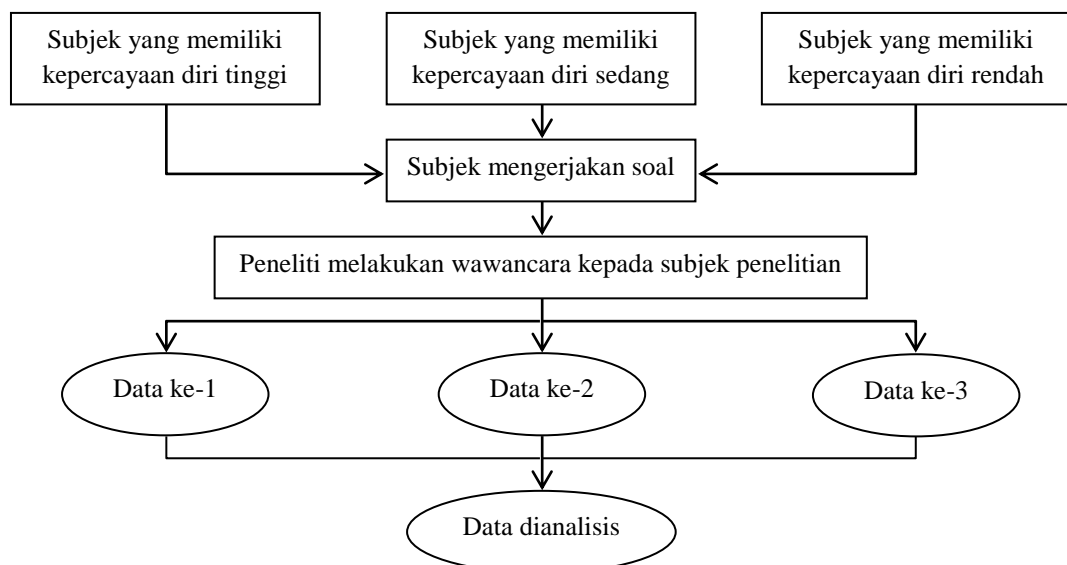 Subjek yang memiliki
kepercayaan diri tinggi
Subjek yang memiliki
kepercayaan diri sedang
Subjek yang memiliki
kepercayaan diri rendah
Subjek mengerjakan soal
Peneliti melakukan wawancara kepada subjek penelitian
Data ke-1
Data ke-2
Data ke-3
Data dianalisis